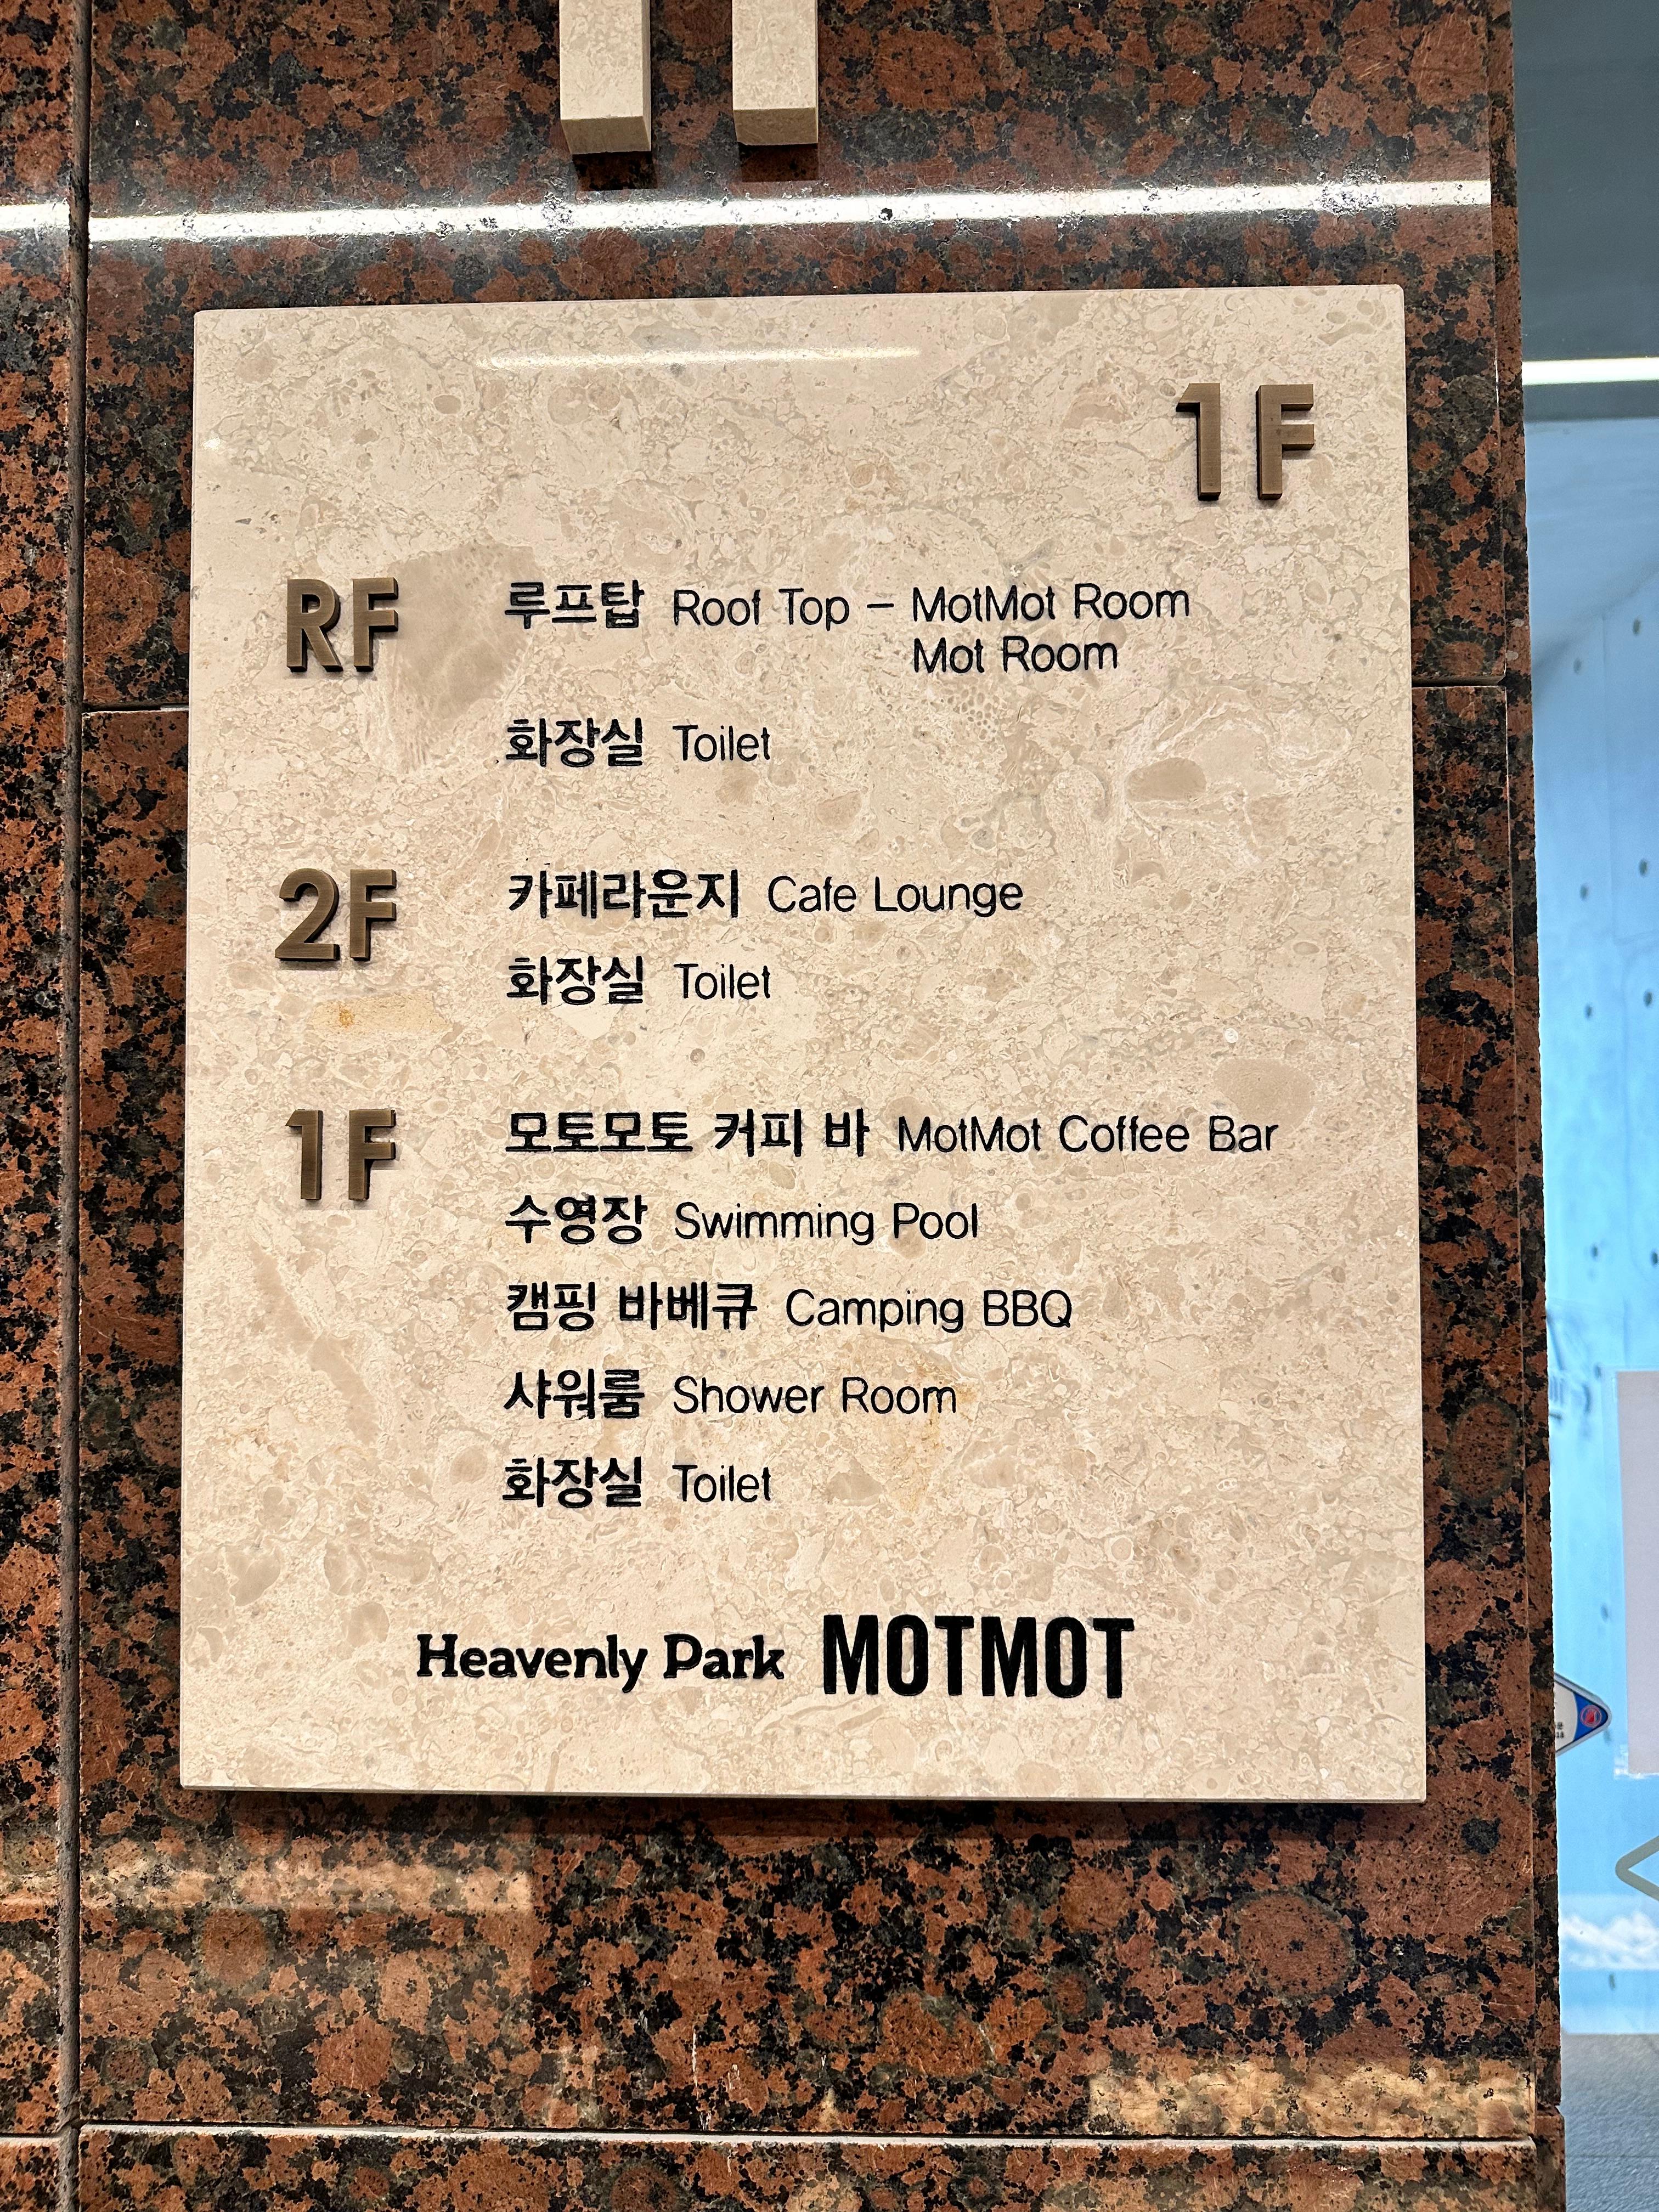 1F
RF 루프탑 Roof Top – MotMot Room
Mot Room
화장실 Toilet
2F 카페라운지 Cafe Lounge
화장실 Toilet
1F 모토모토 커피 바 MotMot Coffee Bar
수영장 Swimming Pool
캠핑 바베큐 Camping BBQ
샤워룸 Shower Room
화장실 Toilet
Heavenly Park MOTMOT